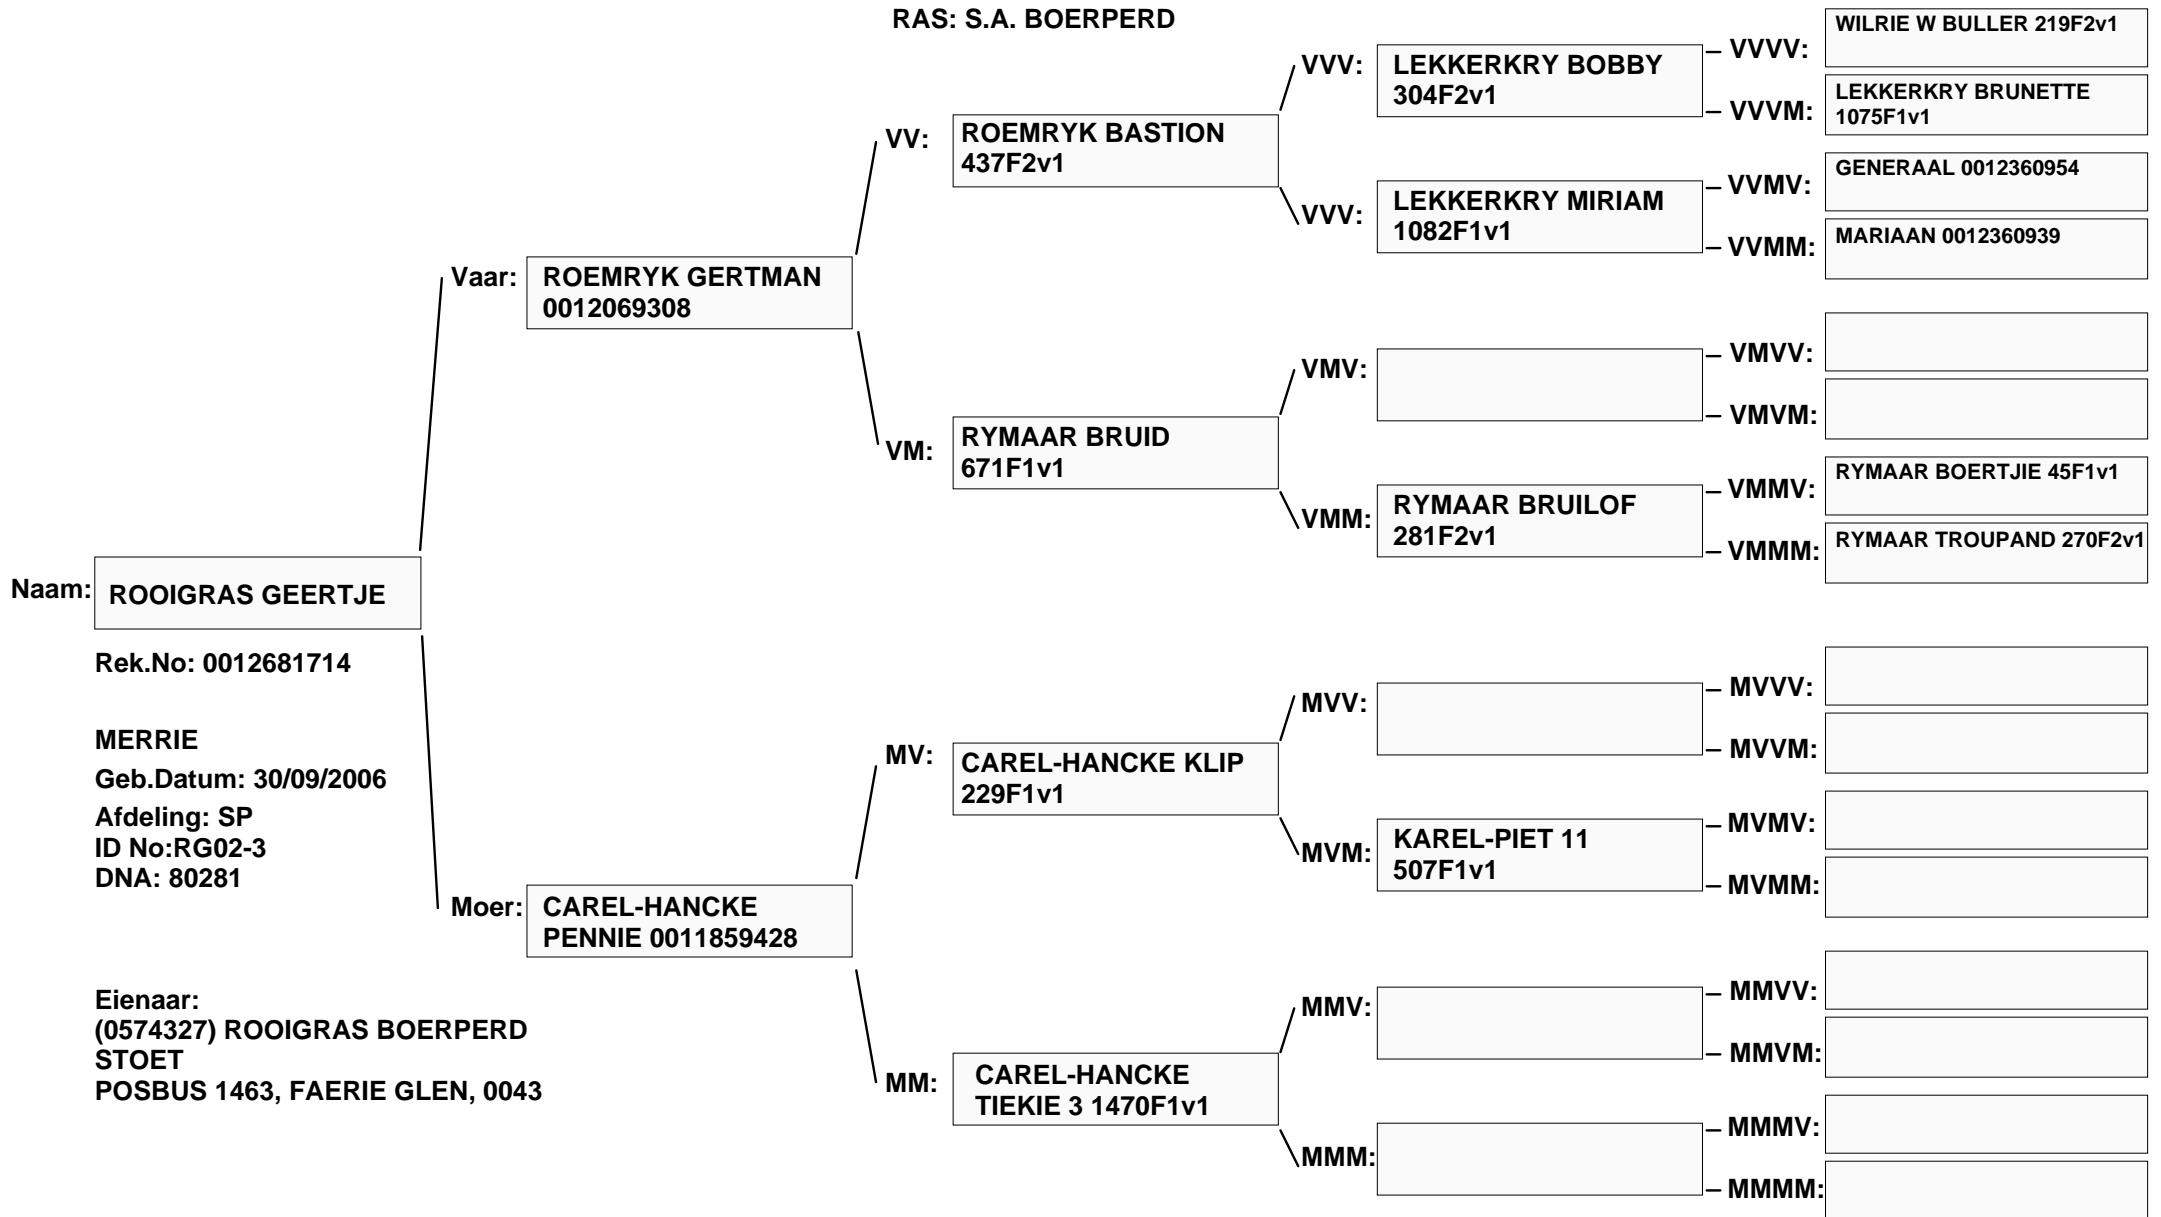 RAS: S.A. BOERPERD
Naam:
ROOIGRAS GEERTJE
Rek.No: 0012681714
MERRIE
Geb.Datum: 30/09/2006
Afdeling: SP
ID No:RG02-3
DNA: 80281
Eienaar:
(0574327) ROOIGRAS BOERPERD
STOET
POSBUS 1463, FAERIE GLEN, 0043
Vaar:
ROEMRYK GERTMAN
0012069308
Moer:
CAREL-HANCKE
PENNIE 0011859428
VV:
ROEMRYK BASTION
437F2v1
VM:
RYMAAR BRUID
671F1v1
MV:
CAREL-HANCKE KLIP
229F1v1
MM:
CAREL-HANCKE
TIEKIE 3 1470F1v1
VVV:
LEKKERKRY BOBBY
304F2v1
VVV:
LEKKERKRY MIRIAM
1082F1v1
VMV:
VMM:
RYMAAR BRUILOF
281F2v1
MVV:
MVM:
KAREL-PIET 11
507F1v1
MMV:
MMM:
VVVV:
WILRIE W BULLER 219F2v1
VVVM:
LEKKERKRY BRUNETTE
1075F1v1
VVMV:
GENERAAL 0012360954
VVMM:
MARIAAN 0012360939
VMVV:
VMVM:
VMMV:
RYMAAR BOERTJIE 45F1v1
VMMM:
RYMAAR TROUPAND 270F2v1
MVVV:
MVVM:
MVMV:
MVMM:
MMVV:
MMVM:
MMMV:
MMMM: